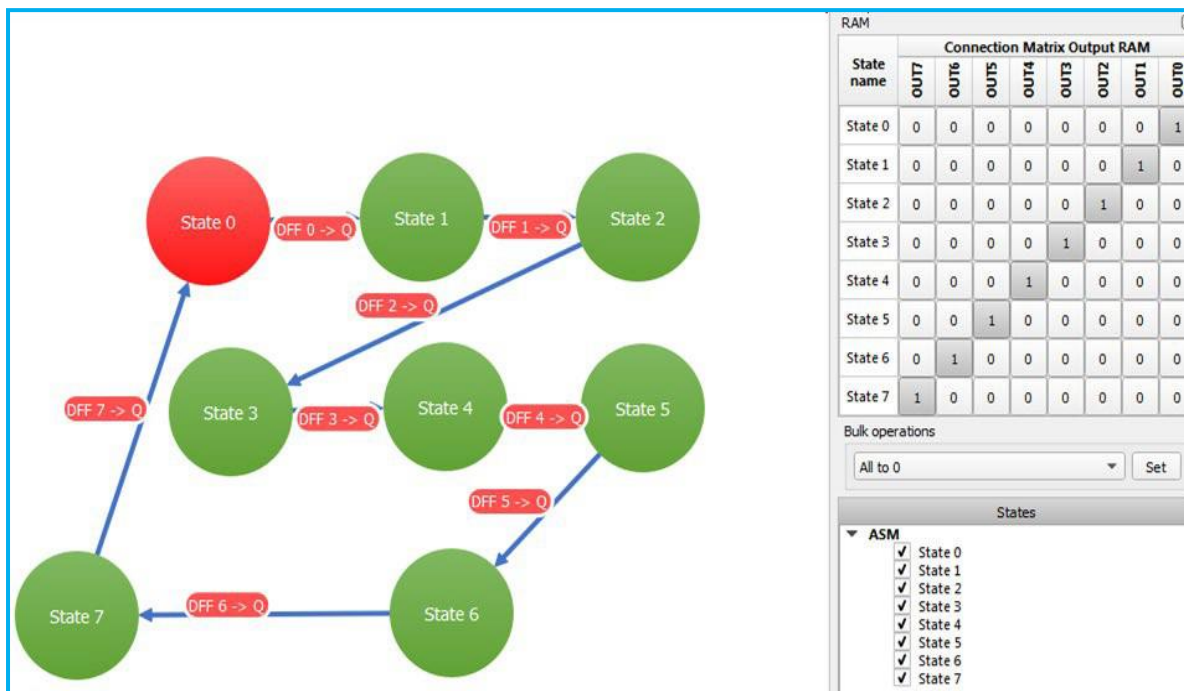 State 0
DFF 0 -> Q
State 1
DFF 1 -> Q
State 2
DFF 2 -> Q
State 3
DFF 3 -> Q
State 4
DFF 4 -> Q
State 5
DFF 5 -> Q
DFF 7 -> Q
State 7
DFF 6 -> Q
State 6
RAM
State name Connection Matrix Output RAM
OUT7 OUT6 OUT5 OUT4 OUT3 OUT2 OUT1 OUT0
State 0 0 0 0 0 0 0 0 1
State 1 0 0 0 0 0 0 1 0
State 2 0 0 0 0 0 1 0 0
State 3 0 0 0 0 1 0 0 0
State 4 0 0 0 1 0 0 0 0
State 5 0 0 1 0 0 0 0 0
State 6 0 1 0 0 0 0 0 0
State 7 1 0 0 0 0 0 0 0
Bulk operations
All to 0 Set
States
ASM
State 0
State 1
State 2
State 3
State 4
State 5
State 6
State 7